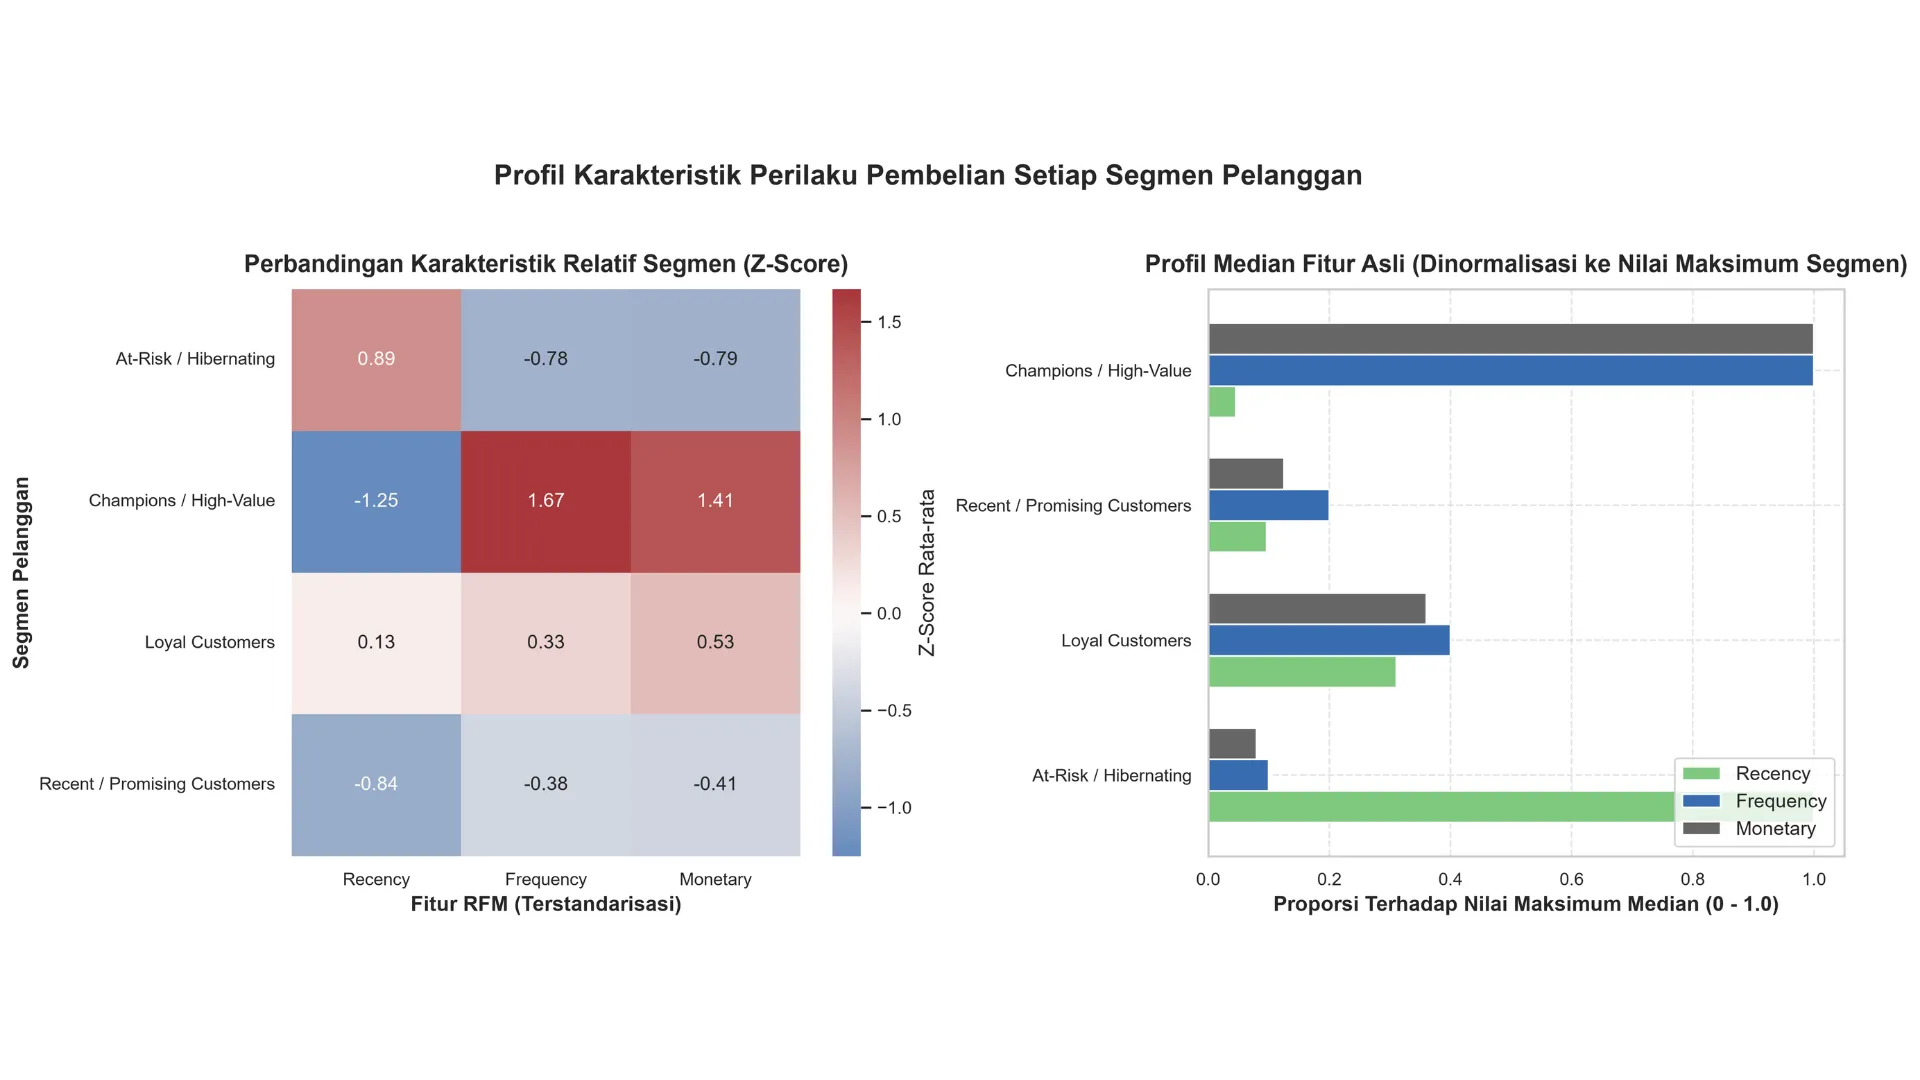 Profil Karakteristik Perilaku Pembelian Setiap Segmen Pelanggan
Perbandingan Karakteristik Relatif Segmen (Z-Score)
Segmen Pelanggan
At-Risk / Hibernating
0.89
-0.78
-0.79
Champions / High-Value
-1.25
1.67
1.41
Loyal Customers
0.13
0.33
0.53
Recent / Promising Customers
-0.84
-0.38
-0.41
Recency
Frequency
Monetary
Fitur RFM (Terstandarisasi)
1.5
1.0
0.5
0.0
−0.5
−1.0
Z-Score Rata-rata
Profil Median Fitur Asli (Dinormalisasi ke Nilai Maksimum Segmen)
Champions / High-Value
Recent / Promising Customers
Loyal Customers
At-Risk / Hibernating
Recency
Frequency
Monetary
0.0
0.2
0.4
0.6
0.8
1.0
Proporsi Terhadap Nilai Maksimum Median (0 - 1.0)